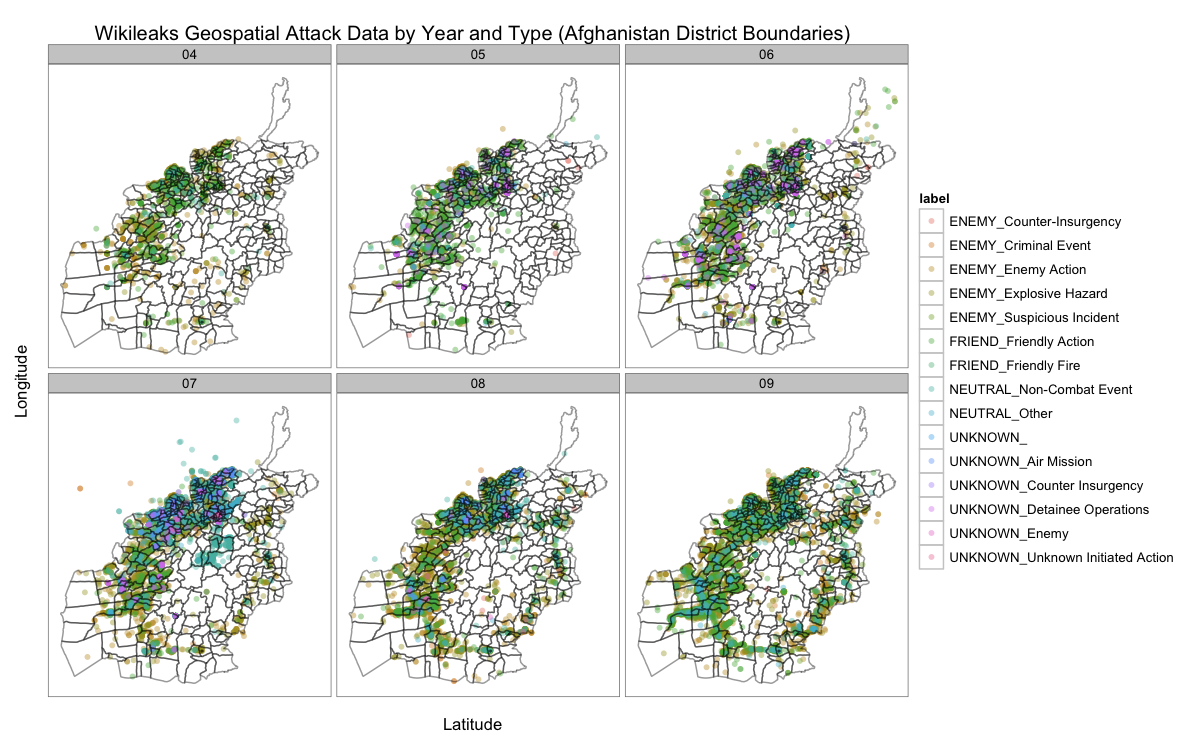 Wikileaks Geospatial Attack Data by Year and Type (Afghanistan District Boundaries)
04
05
06
07
08
09
Longitude
Latitude
label
ENEMY_Counter-Insurgency
ENEMY_Criminal Event
ENEMY_Enemy Action
ENEMY_Explosive Hazard
ENEMY_Suspicious Incident
FRIEND_Friendly Action
FRIEND_Friendly Fire
NEUTRAL_Non-Combat Event
NEUTRAL_Other
UNKNOWN_
UNKNOWN_Air Mission
UNKNOWN_Counter Insurgency
UNKNOWN_Detainee Operations
UNKNOWN_Enemy
UNKNOWN_Unknown Initiated Action